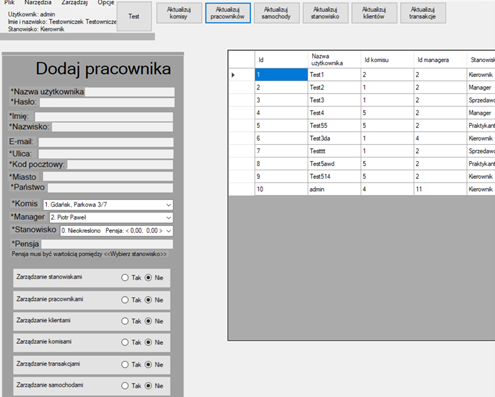 Plik Narzędzia Zarządzaj Opcje
Użytkownik: admin
Imie i nazwisko: Testowniczek Testownicze
Stanowisko: Kierownik
Test
Aktualizuj komisy
Aktualizuj pracowników
Aktualizuj samochody
Aktualizuj stanowisko
Aktualizuj klientów
Aktualizuj transakcje
Dodaj pracownika
*Nazwa użytkownika
*Hasło:
*Imię:
*Nazwisko:
E-mail:
*Ulica:
*Kod pocztowy:
*Miasto
*Państwo
*Komis 1. Gdańsk, Parkowa 3/7
*Manager 2. Piotr Paweł
*Stanowisko 0. Nieokreslono Pensja: < 0,00, 0,00 >
*Pensja
Pensja musi być wartością pomiędzy <<Wybierz stanowisko>>
Zarządzanie stanowiskami Tak Nie
Zarządzanie pracownikami Tak Nie
Zarządzanie klientami Tak Nie
Zarządzanie komisami Tak Nie
Zarządzanie transakcjami Tak Nie
Zarządzanie samochodami Tak Nie
Id Nazwa użytkownika Id komisu Id managera Stanowisk
1 Test1 2 2 Kierownik
2 Test2 1 2 Manager
3 Test3 1 2 Sprzedawc
4 Test4 5 2 Manager
5 Test55 5 2 Praktykant
6 Test3da 1 4 Kierownik
7 Testttt 1 2 Sprzedawc
8 Test5awd 5 2 Praktykant
9 Test514 5 2 Kierownik
10 admin 4 11 Kierownik